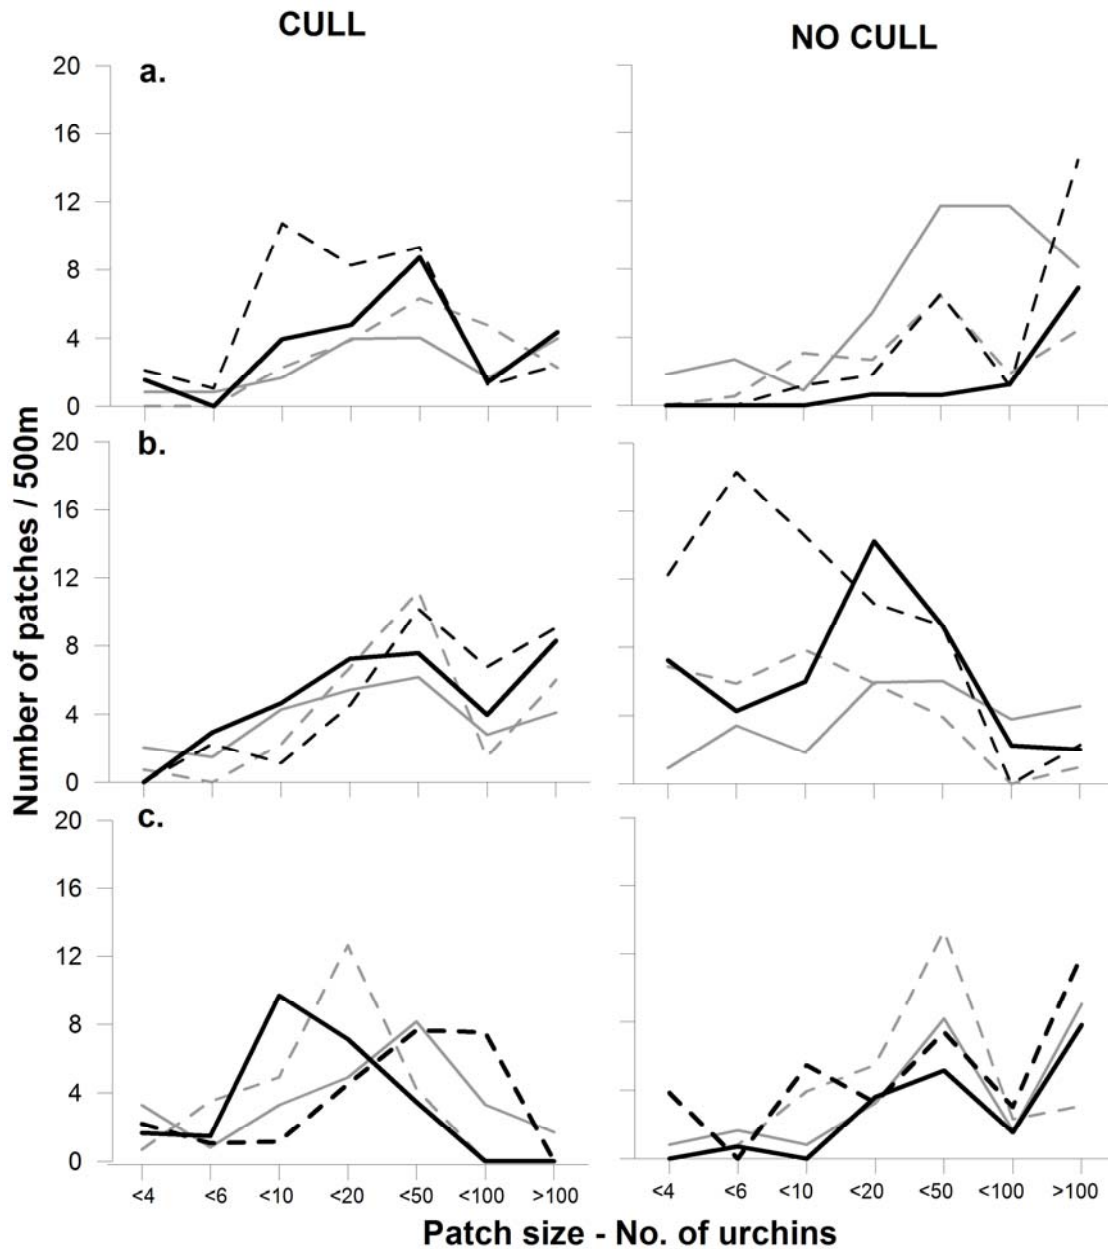 CULL
NO CULL
a.
20
16
12
8
4
0
b.
20
16
12
8
4
0
c.
20
16
12
8
4
0
Number of patches / 500m
<4 <6 <10 <20 <50 <100 >100
<4 <6 <10 <20 <50 <100 >100
Patch size - No. of urchins